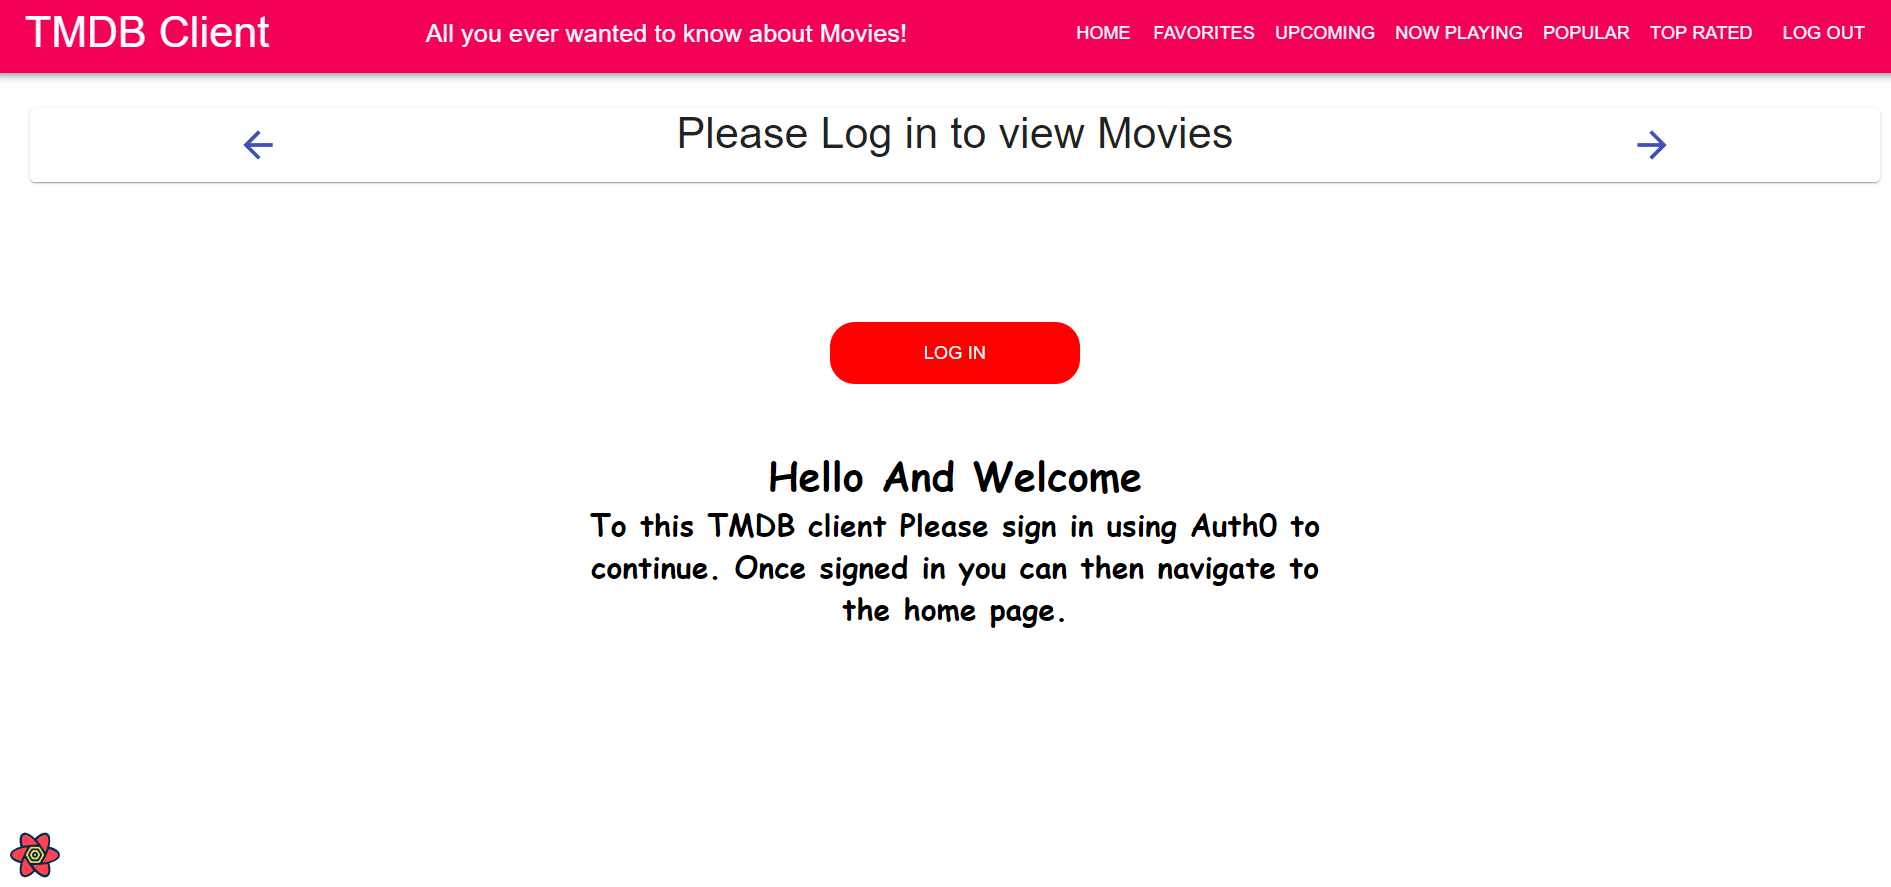 TMDB Client
All you ever wanted to know about Movies!
HOME FAVORITES UPCOMING NOW PLAYING POPULAR TOP RATED LOG OUT
Please Log in to view Movies
LOG IN
Hello And Welcome
To this TMDB client Please sign in using Auth0 to
continue. Once signed in you can then navigate to
the home page.